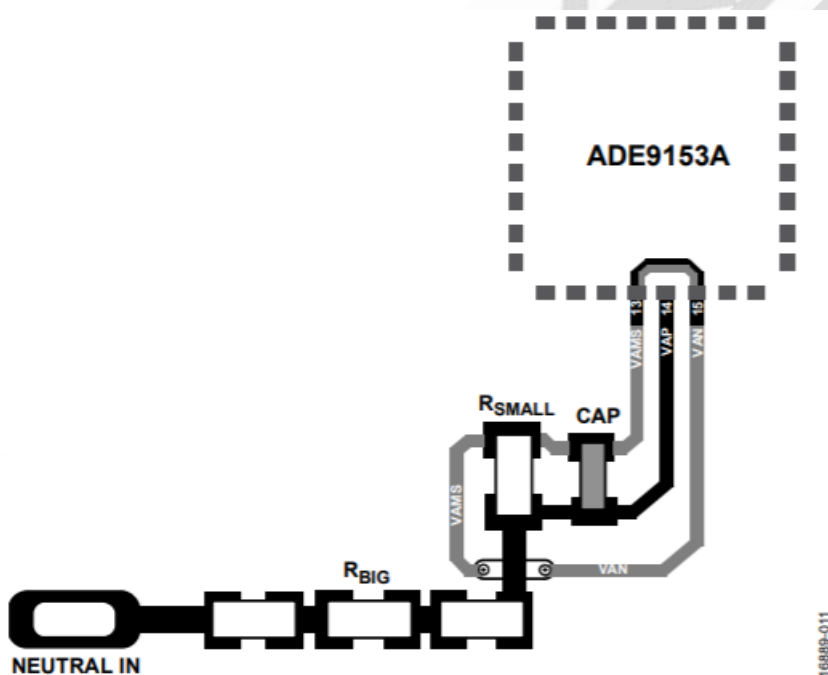 ADE9153A
13
14
15
VAMS
VAP
VAN
RSMALL
CAP
VAMS
VAN
RBIG
NEUTRAL IN
16889-011